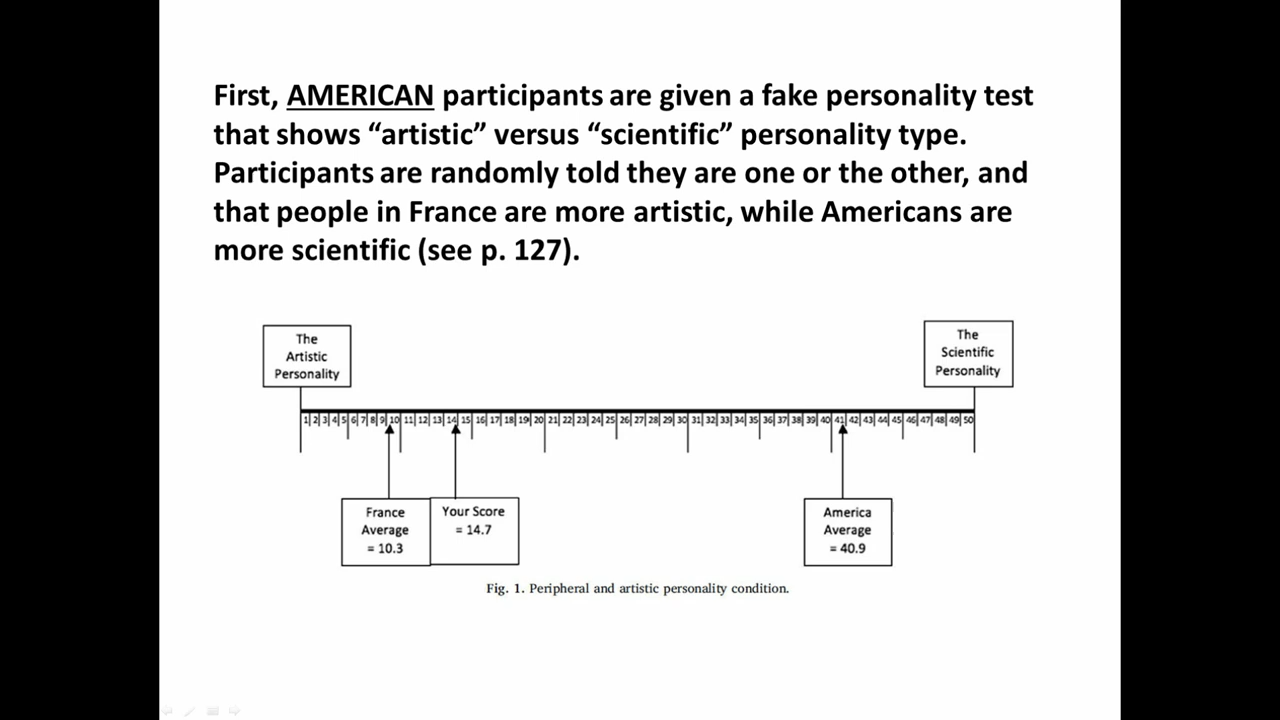 First, AMERICAN participants are given a fake personality test
that shows “artistic” versus “scientific” personality type.
Participants are randomly told they are one or the other, and
that people in France are more artistic, while Americans are
more scientific (see p. 127).
The
Artistic
Personality
The
Scientific
Personality
1 2 3 4 5 6 7 8 9 10 11 12 13 14 15 16 17 18 19 20 21 22 23 24 25 26 27 28 29 30 31 32 33 34 35 36 37 38 39 40 41 42 43 44 45 46 47 48 49 50
France
Average
= 10.3
Your Score
= 14.7
America
Average
= 40.9
Fig. 1. Peripheral and artistic personality condition.